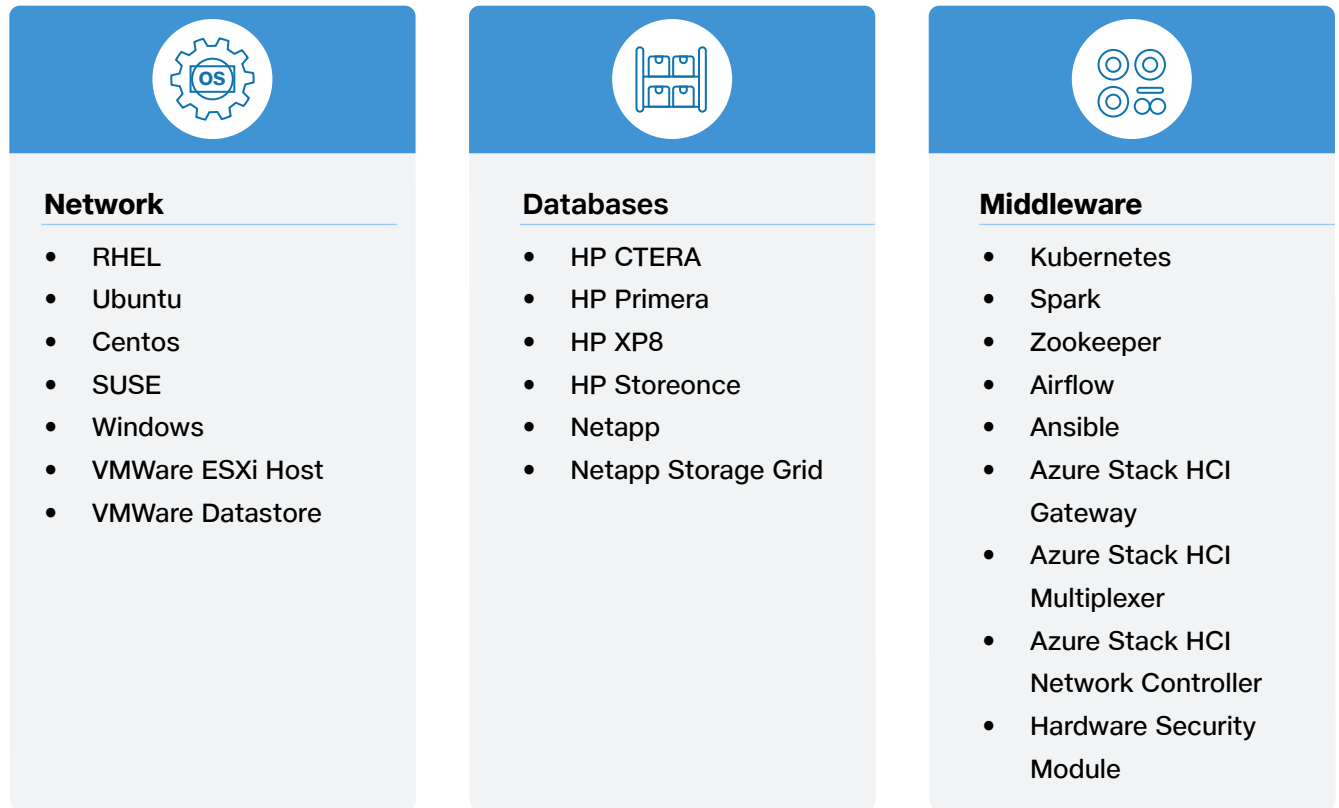 OS
Network
• RHEL
• Ubuntu
• Centos
• SUSE
• Windows
• VMWare ESXi Host
• VMWare Datastore
Databases
• HP CTERA
• HP Primera
• HP XP8
• HP Storeonce
• Netapp
• Netapp Storage Grid
Middleware
• Kubernetes
• Spark
• Zookeeper
• Airflow
• Ansible
• Azure Stack HCI
Gateway
• Azure Stack HCI
Multiplexer
• Azure Stack HCI
Network Controller
• Hardware Security
Module